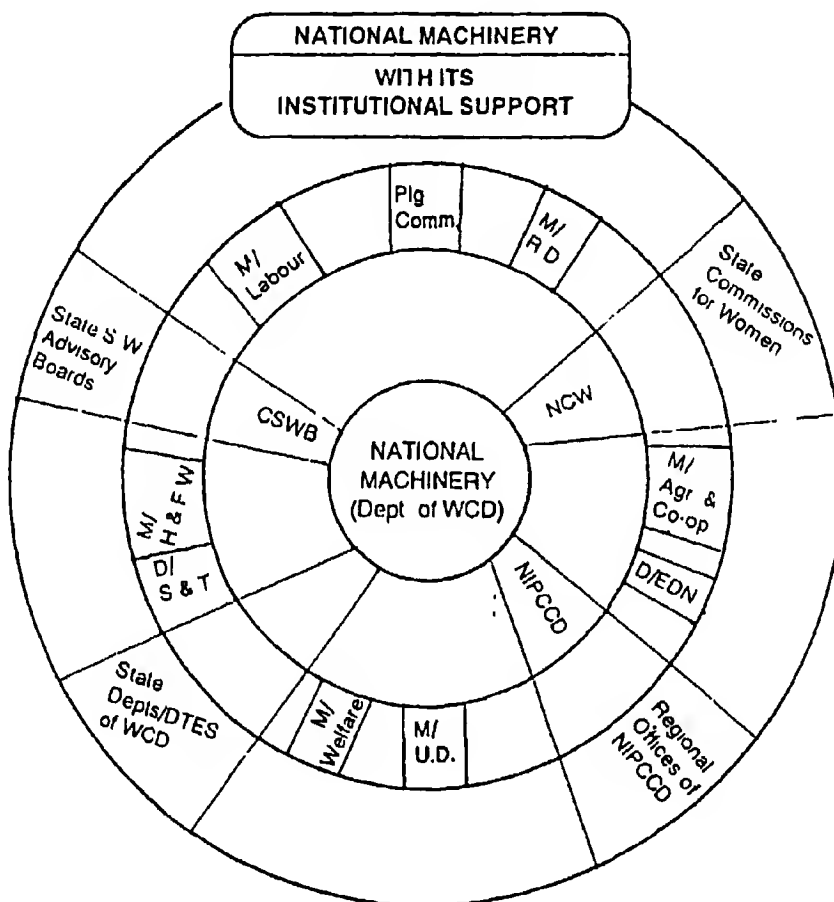 NATIONAL MACHINERY
WITH ITS
INSTITUTIONAL SUPPORT
Plg
Comm.
M/
R D
M/
Labour
State
Commissions
for Women
State S W
Advisory
Boards
CSWB
NCW
NATIONAL
MACHINERY
(Dept of WCD)
M/
Agr &
Co-op
M/
H & F W
D/
S & T
D/EDN
NIPCCD
State
Depts/DTES
of WCD
M/
Welfare
M/
U.D.
Regional
Offices of
NIPCCD